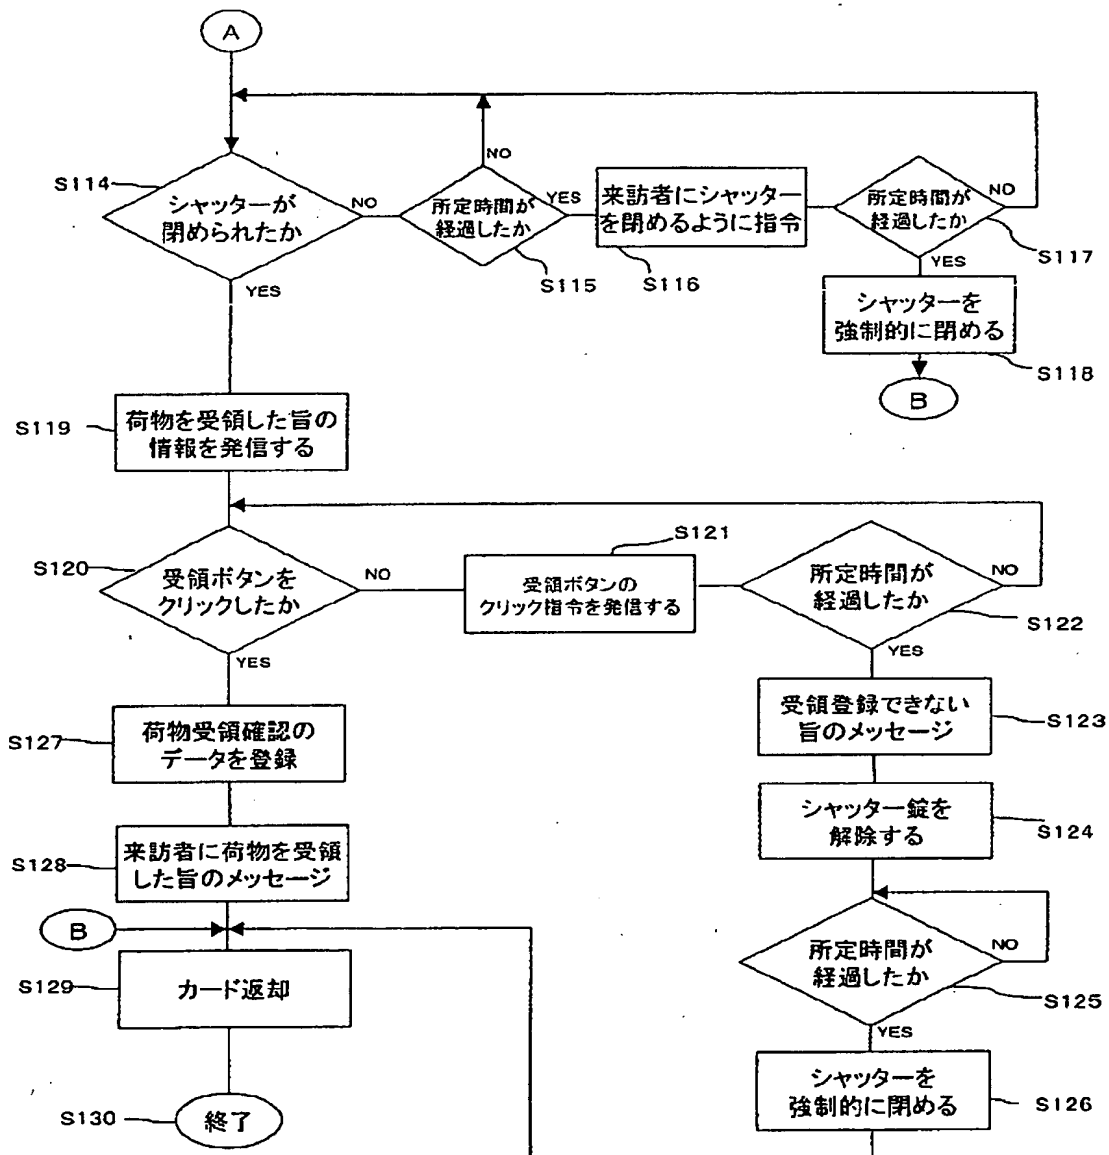 A
S114
シャッターが
閉められたか
NO
YES
所定時間が
経過したか
NO
YES
S115
来訪者にシャッター
を閉めるように指令
S116
所定時間が
経過したか
NO
YES
S117
シャッターを
強制的に閉める
S118
B
S119
荷物を受領した旨の
情報を発信する
S120
受領ボタンを
クリックしたか
NO
YES
S121
受領ボタンの
クリック指令を発信する
所定時間が
経過したか
NO
YES
S122
受領登録できない
旨のメッセージ
S123
シャッター錠を
解除する
S124
所定時間が
経過したか
NO
YES
S125
シャッターを
強制的に閉める
S126
S127
荷物受領確認の
データを登録
S128
来訪者に荷物を受領
した旨のメッセージ
B
S129
カード返却
S130
終了